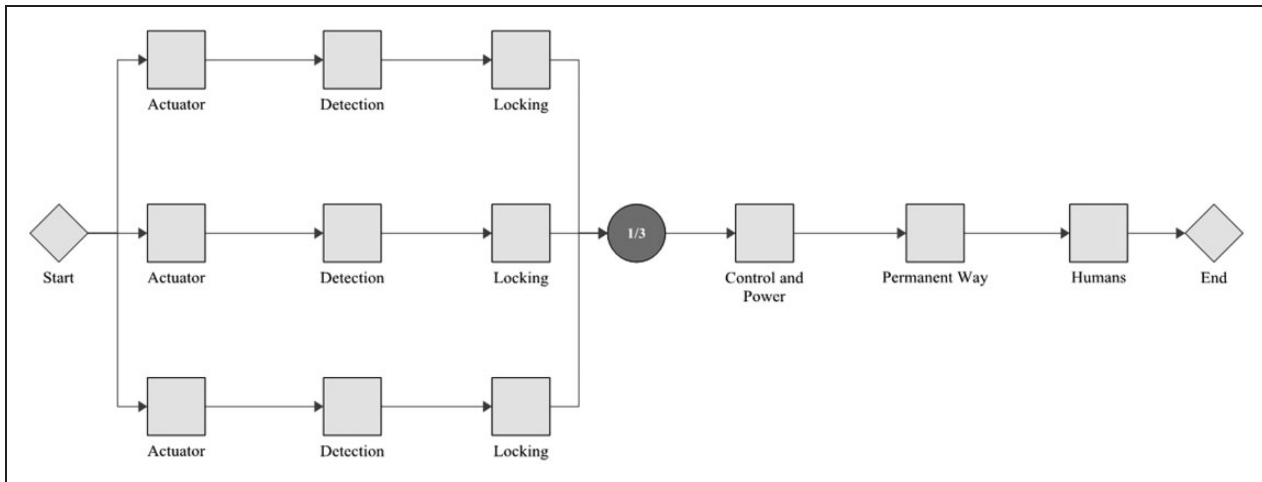 Actuator
Detection
Locking
Start
Actuator
Detection
Locking
1/3
Control and
Power
Permanent Way
Humans
End
Actuator
Detection
Locking